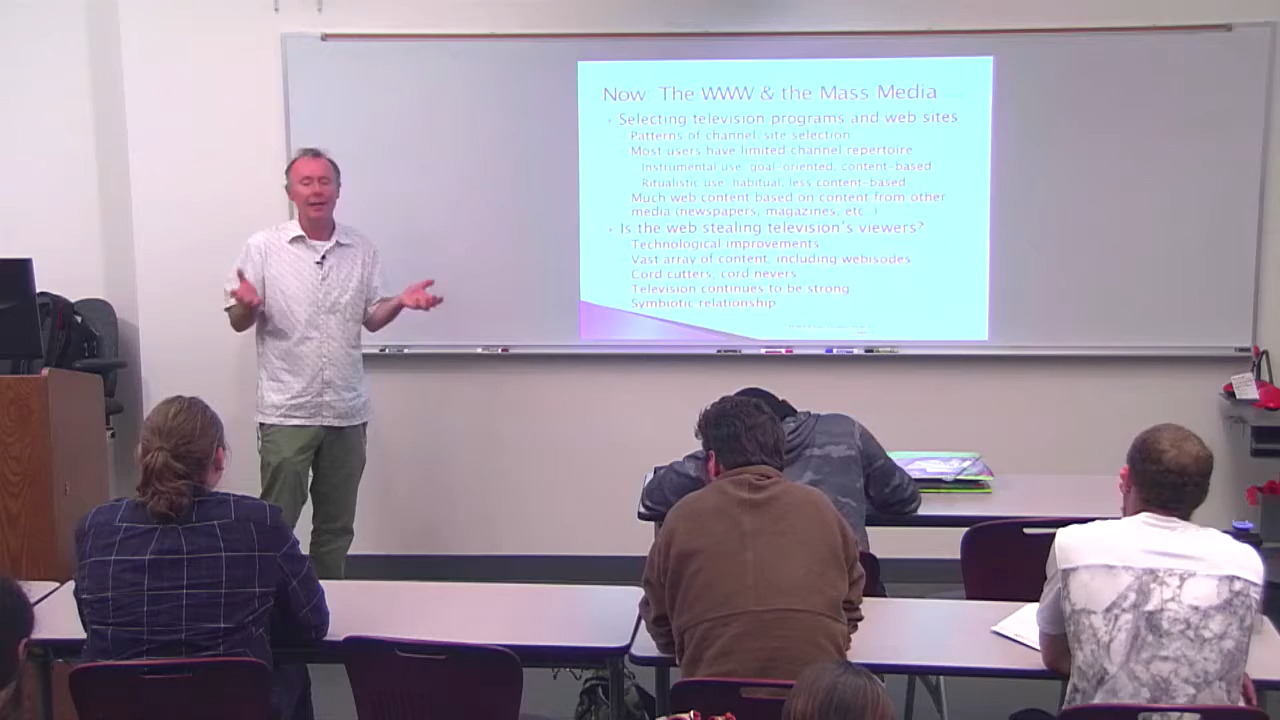 Now The WWW & the Mass Media
Selecting television programs and web sites
Patterns of channel, site selection
Most users have limited channel repertoire
Instrumental use, goal-oriented, content-based
Ritualistic use, habitual, less content-based
Much web content based on content from other
media (newspapers, magazines, etc.)
Is the web stealing television's viewers?
Technological improvements
Vast array of content, including webisodes
Cord cutters, cord nevers
Television continues to be strong
Symbiotic relationship